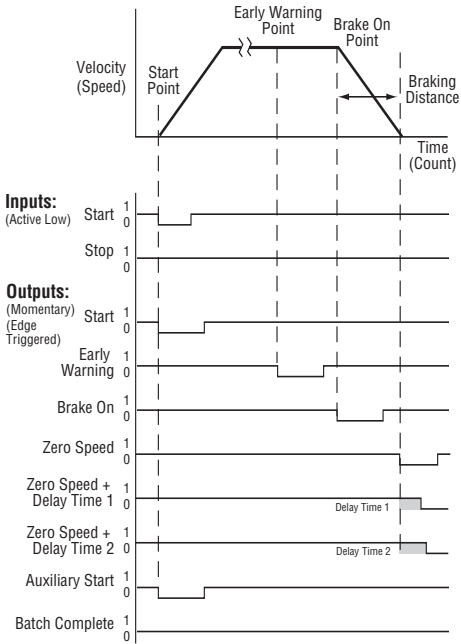 Early Warning
Point
Brake On
Point
Velocity
(Speed)
Start
Point
Braking
Distance
Time
(Count)
Inputs:
(Active Low)
Start 1
0
Stop 1
0
Outputs:
(Momentary)
(Edge
Triggered)
Start 1
0
Early
Warning 1
0
Brake On 1
0
Zero Speed 1
0
Zero Speed +
Delay Time 1 1
0
Delay Time 1
Zero Speed +
Delay Time 2 1
0
Delay Time 2
Auxiliary Start 1
0
Batch Complete 1
0